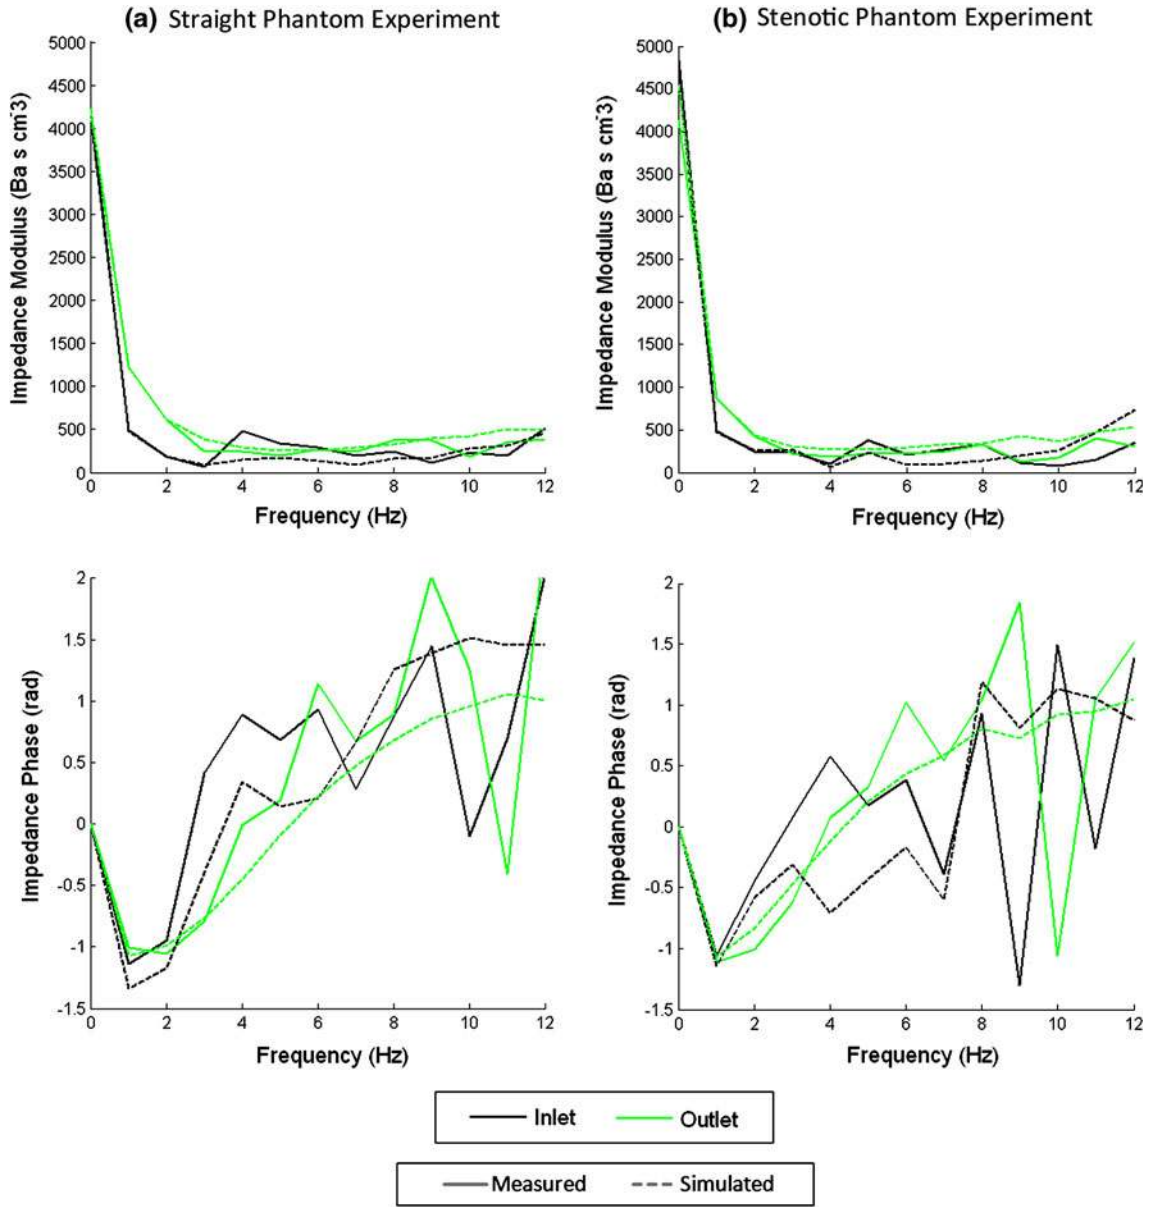 (a) Straight Phantom Experiment
(b) Stenotic Phantom Experiment
Impedance Modulus (Ba s cm-3)
5000
4500
4000
3500
3000
2500
2000
1500
1000
500
0
0 2 4 6 8 10 12
Frequency (Hz)
Impedance Modulus (Ba s cm-3)
5000
4500
4000
3500
3000
2500
2000
1500
1000
500
0
0 2 4 6 8 10 12
Frequency (Hz)
Impedance Phase (rad)
2
1.5
1
0.5
0
-0.5
-1
-1.5
0 2 4 6 8 10 12
Frequency (Hz)
Impedance Phase (rad)
2
1.5
1
0.5
0
-0.5
-1
-1.5
0 2 4 6 8 10 12
Frequency (Hz)
Inlet Outlet
Measured Simulated